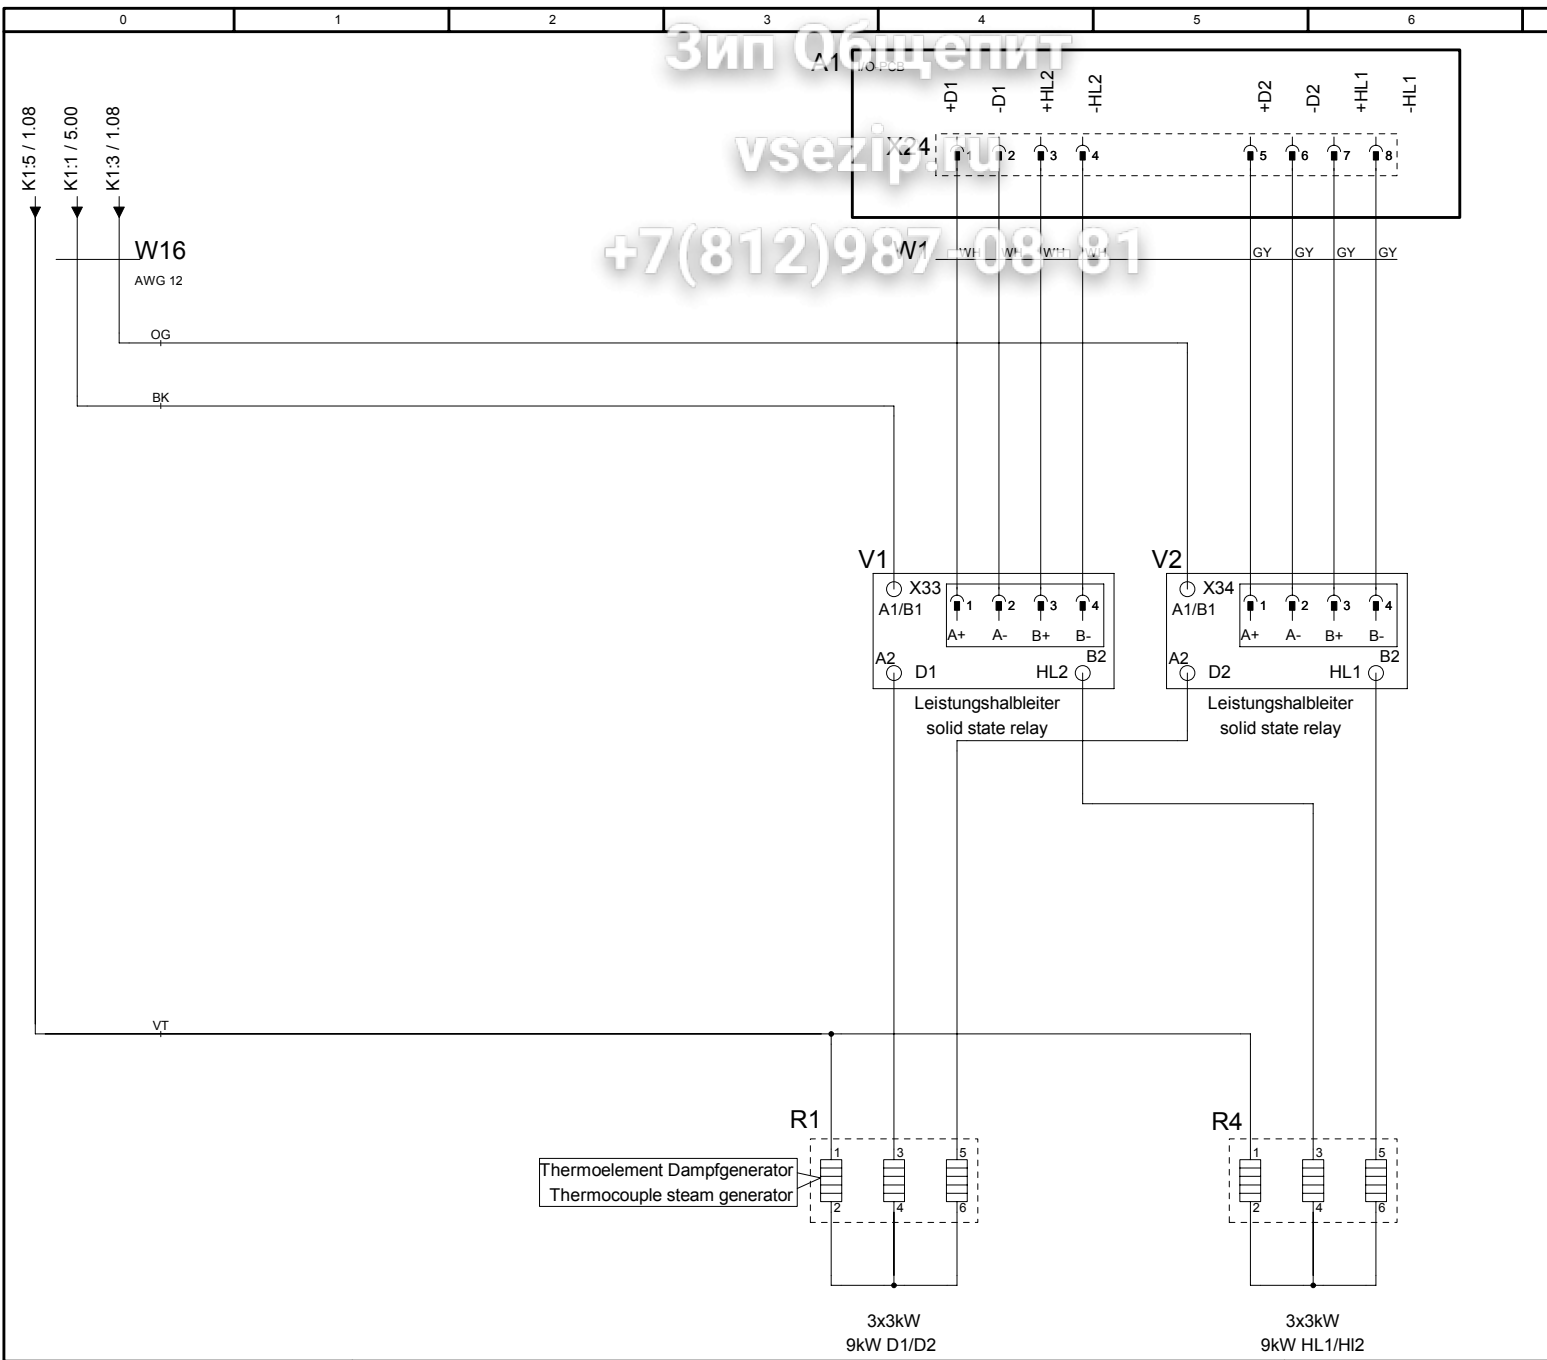 0 1 2 3 4 5 6
Зип Общепит
A1 I/O-PCB
+D1 -D1 +HL2 -HL2 +D2 -D2 +HL1 -HL1
K1:5 / 1.08 K1:1 / 5.00 K1:3 / 1.08
vsezip.ru
X24 1 2 3 4 5 6 7 8
+7(812)987-08-81
W16
AWG 12
W1 WH WH WH WH GY GY GY GY
OG
BK
V1 V2
X33 1 2 3 4 X34 1 2 3 4
A1/B1 A+ A- B+ B- A1/B1 A+ A- B+ B-
A2 D1 HL2 B2 A2 D2 HL1 B2
Leistungshalbleiter Leistungshalbleiter
solid state relay solid state relay
VT
R1 R4
1 3 5 1 3 5
Thermoelement Dampfgenerator
Thermocouple steam generator
2 4 6 2 4 6
3x3kW 3x3kW
9kW D1/D2 9kW HL1/Hl2